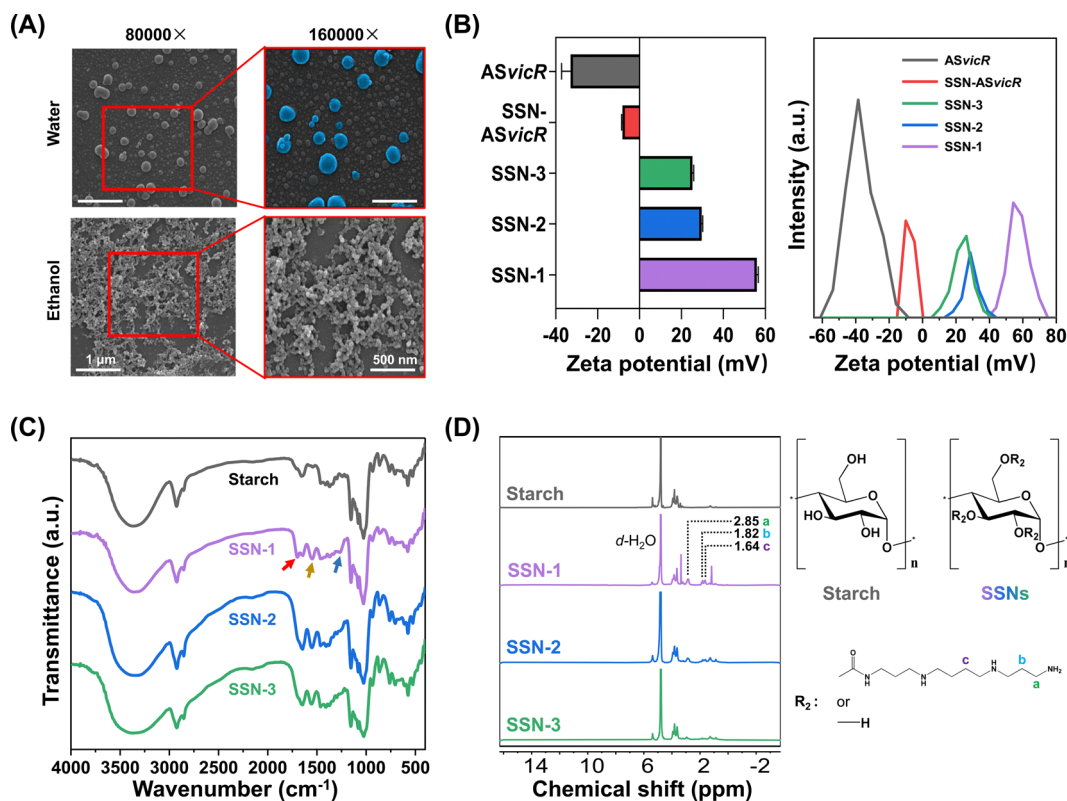 (A)
80000×
160000×
Water
Ethanol
1 μm
500 nm
(B)
ASvicR
SSN-
ASvicR
SSN-3
SSN-2
SSN-1
-40 -20 0 20 40 60
Zeta potential (mV)
Intensity (a.u.)
ASvicR
SSN-ASvicR
SSN-3
SSN-2
SSN-1
-60 -40 -20 0 20 40 60 80
Zeta potential (mV)
(C)
Transmittance (a.u.)
Starch
SSN-1
SSN-2
SSN-3
4000 3500 3000 2500 2000 1500 1000 500
Wavenumber (cm-1)
(D)
Starch
d-H2O
2.85 a
1.82 b
1.64 c
SSN-1
SSN-2
SSN-3
14 10 6 2 -2
Chemical shift (ppm)
OH
O
HO
OH
O
n
Starch
OR2
O
R2O
OR2
O
n
SSNs
O
N
H
N
H
c
H
N
b
NH2
a
R2: or
H